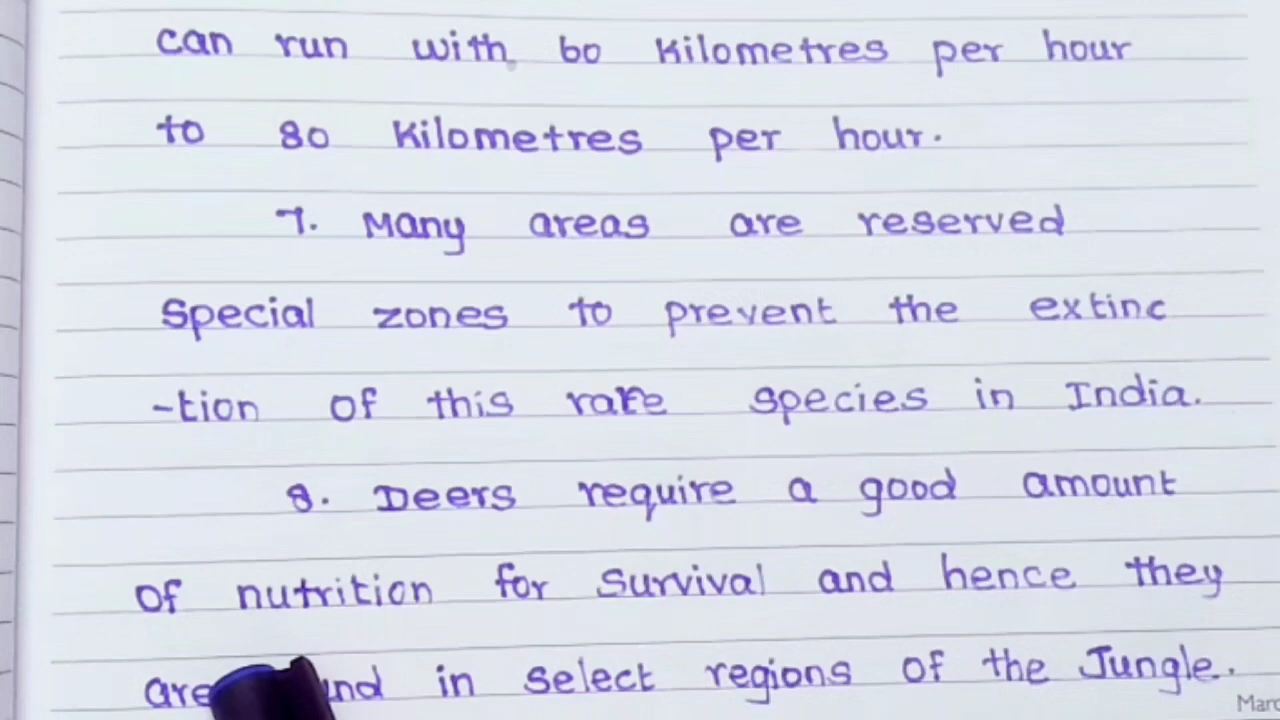 can run with 60 kilometres per hour
to 80 kilometres per hour.
7. Many areas are reserved
special zones to prevent the extinc
-tion of this rare species in India.
8. Deers require a good amount
of nutrition for survival and hence they
are in select regions of the Jungle.